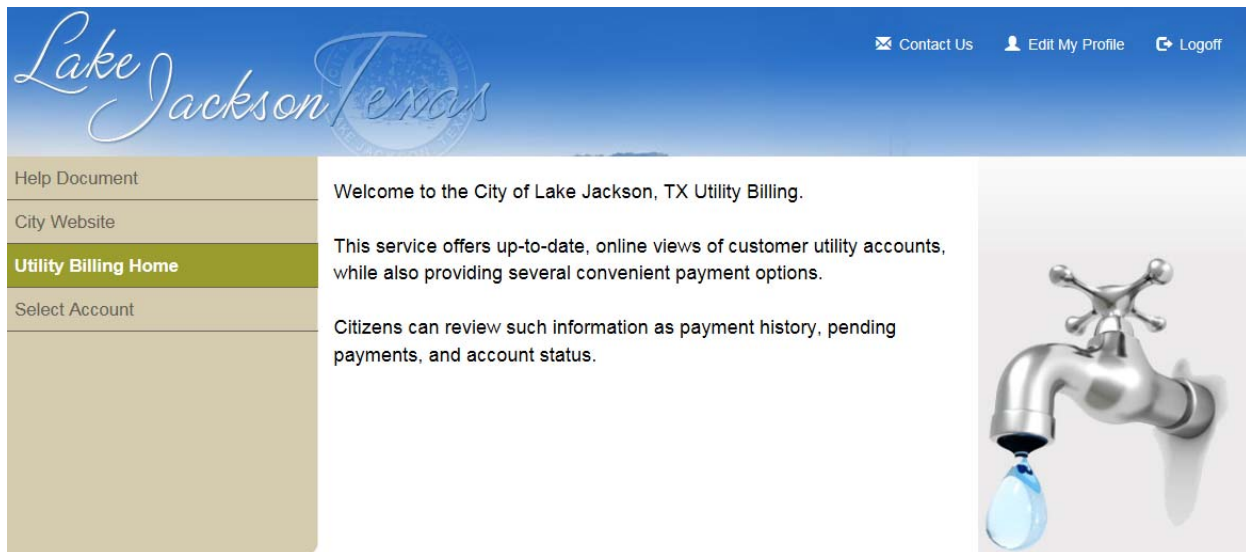 Lake Jackson Texas
Contact Us
Edit My Profile
Logoff
Help Document
City Website
Utility Billing Home
Select Account
Welcome to the City of Lake Jackson, TX Utility Billing.
This service offers up-to-date, online views of customer utility accounts,
while also providing several convenient payment options.
Citizens can review such information as payment history, pending
payments, and account status.